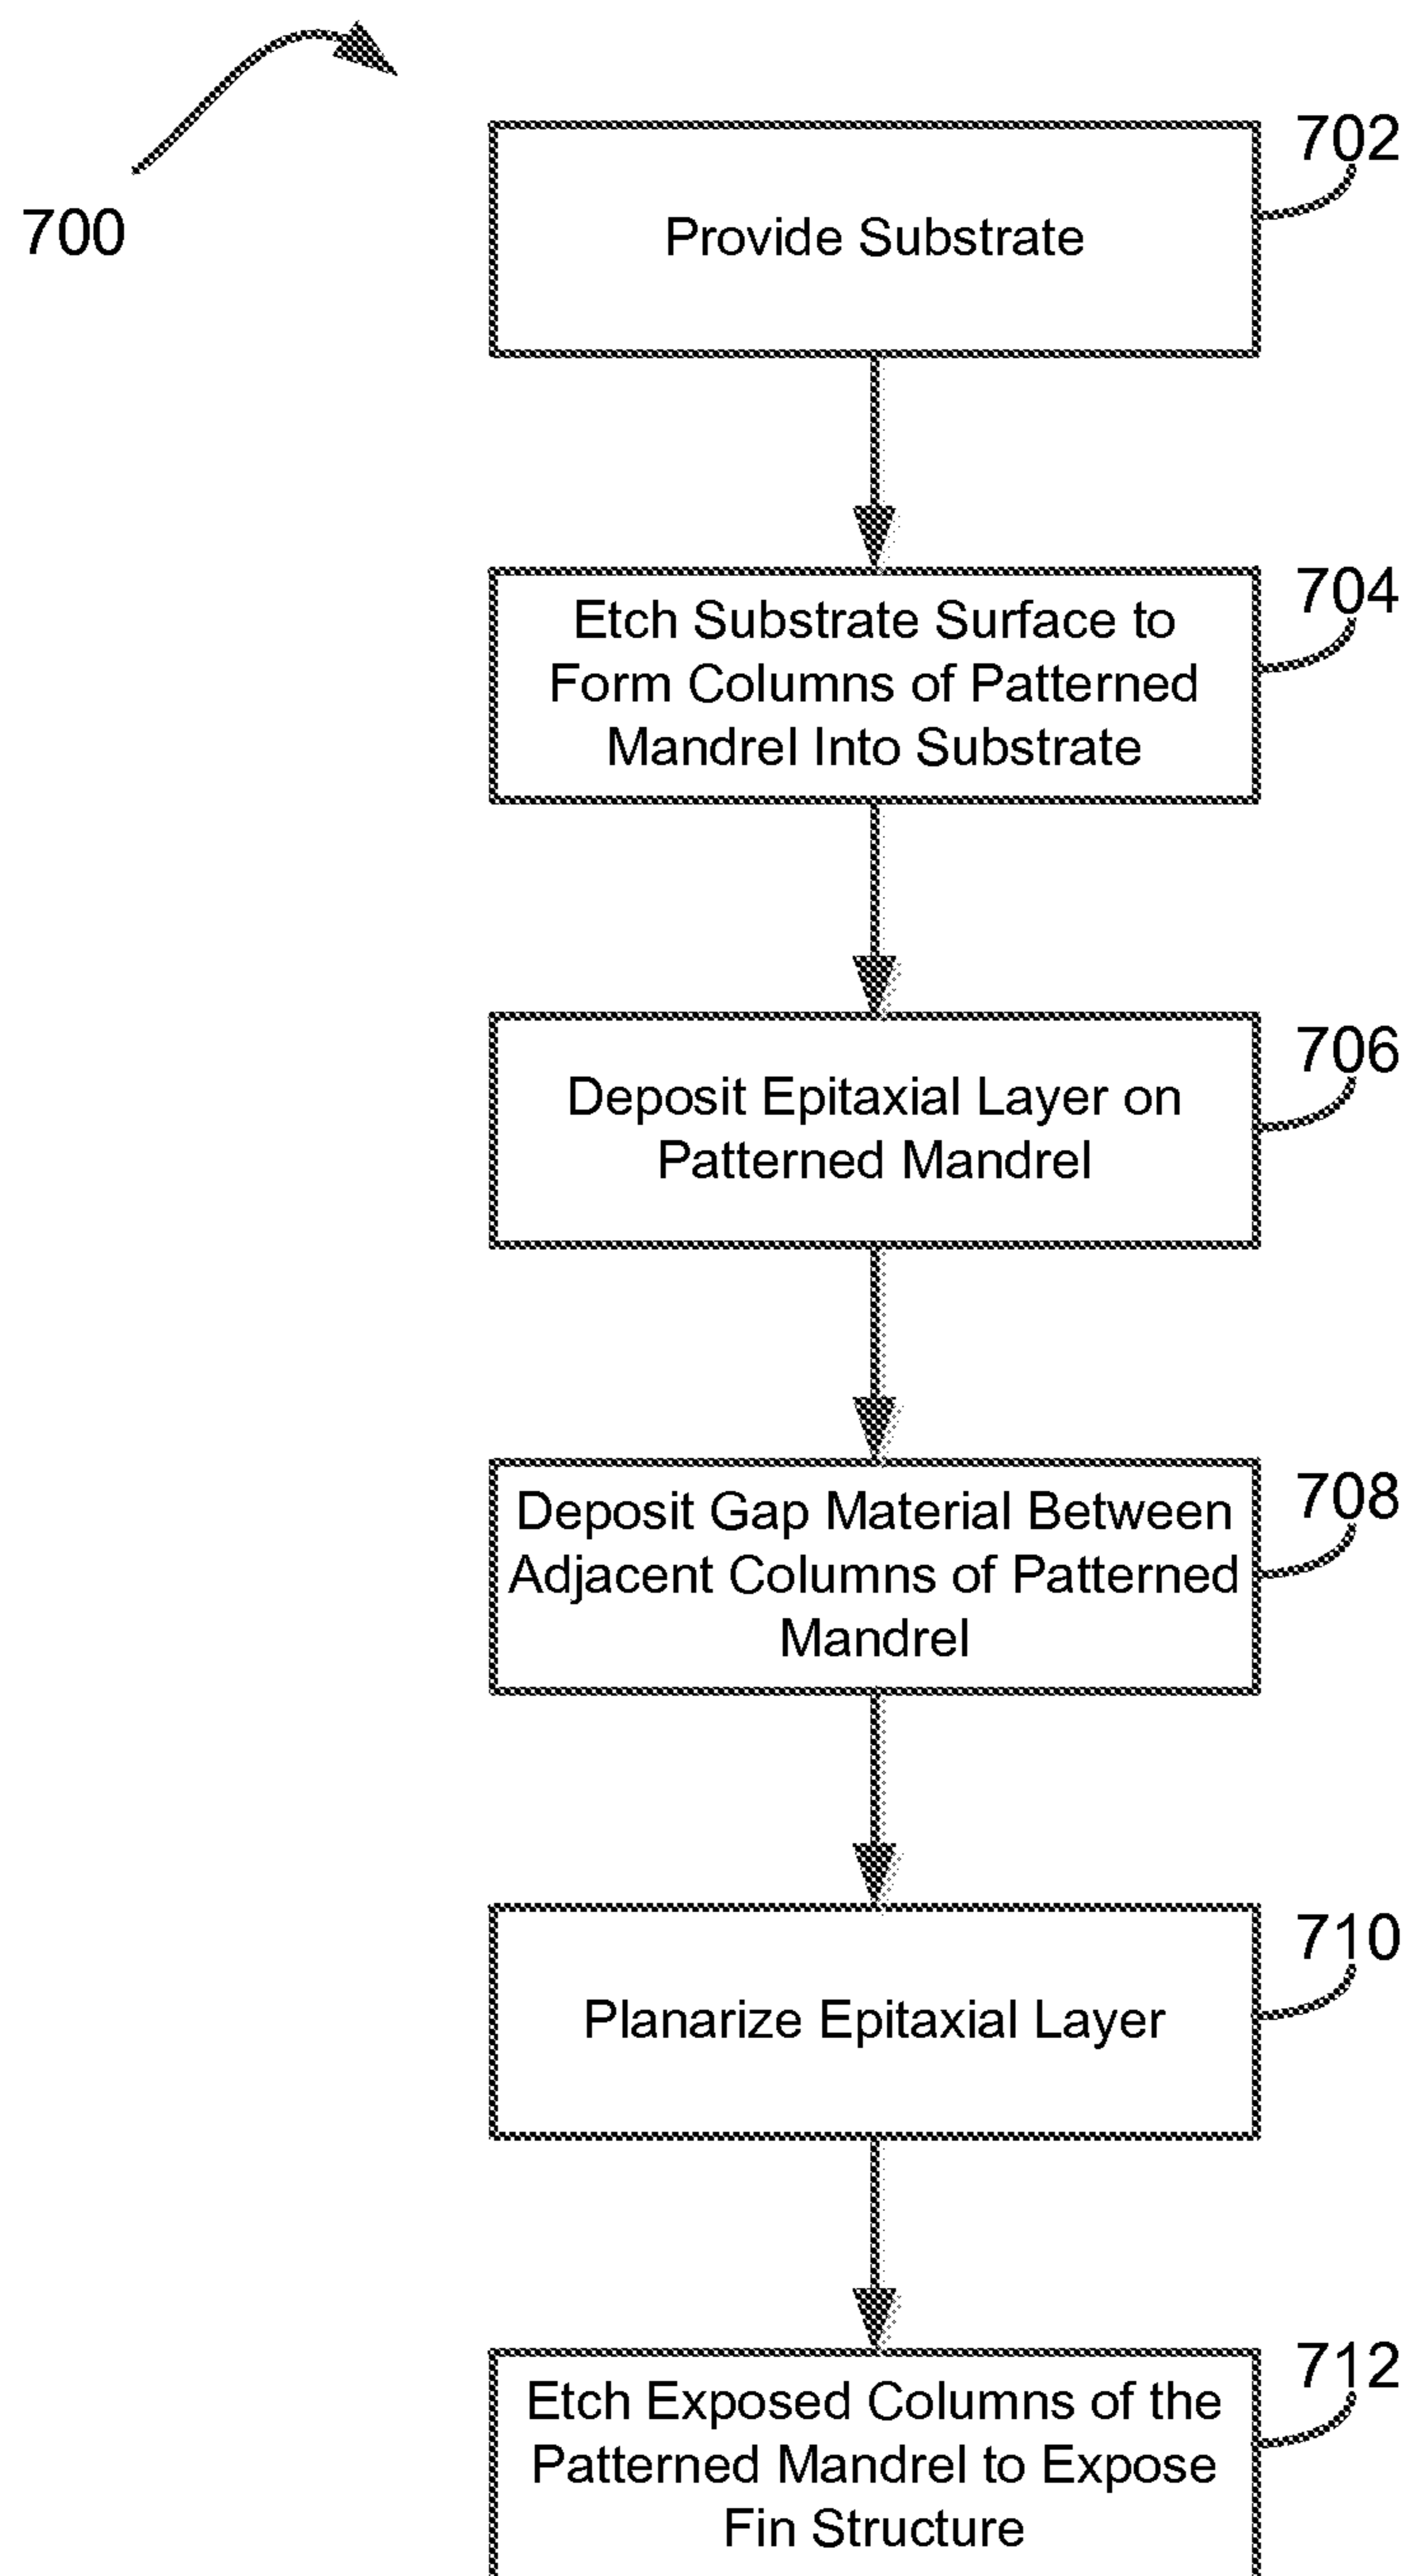 700
702
Provide Substrate
704
Etch Substrate Surface to
Form Columns of Patterned
Mandrel Into Substrate
706
Deposit Epitaxial Layer on
Patterned Mandrel
708
Deposit Gap Material Between
Adjacent Columns of Patterned
Mandrel
710
Planarize Epitaxial Layer
712
Etch Exposed Columns of the
Patterned Mandrel to Expose
Fin Structure